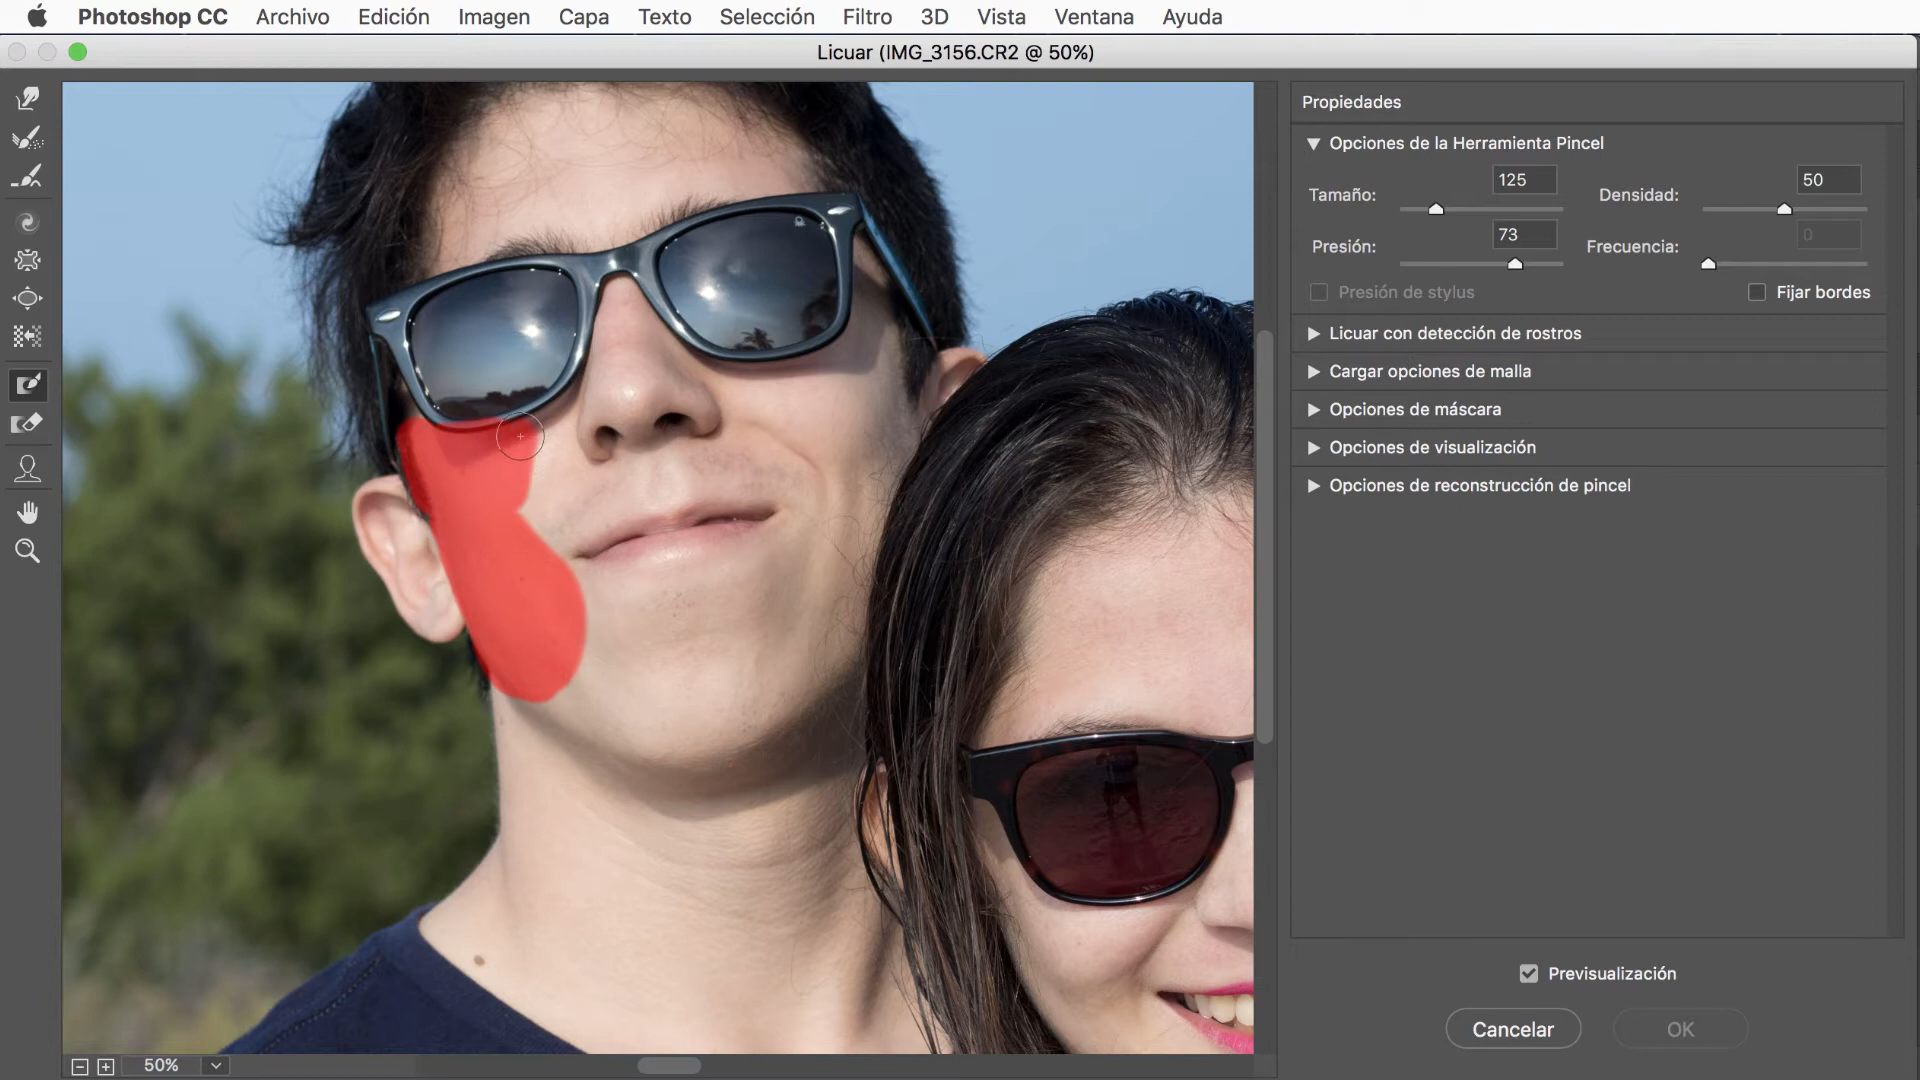 Photoshop CC Archivo Edición Imagen Capa Texto Selección Filtro 3D Vista Ventana Ayuda
Licuar (IMG_3156.CR2 @ 50%)
Propiedades
Opciones de la Herramienta Pincel
Tamaño: 125 Densidad: 50
Presión: 73 Frecuencia: 0
Presión de stylus Fijar bordes
Licuar con detección de rostros
Cargar opciones de malla
Opciones de máscara
Opciones de visualización
Opciones de reconstrucción de pincel
Previsualización
Cancelar OK
50%